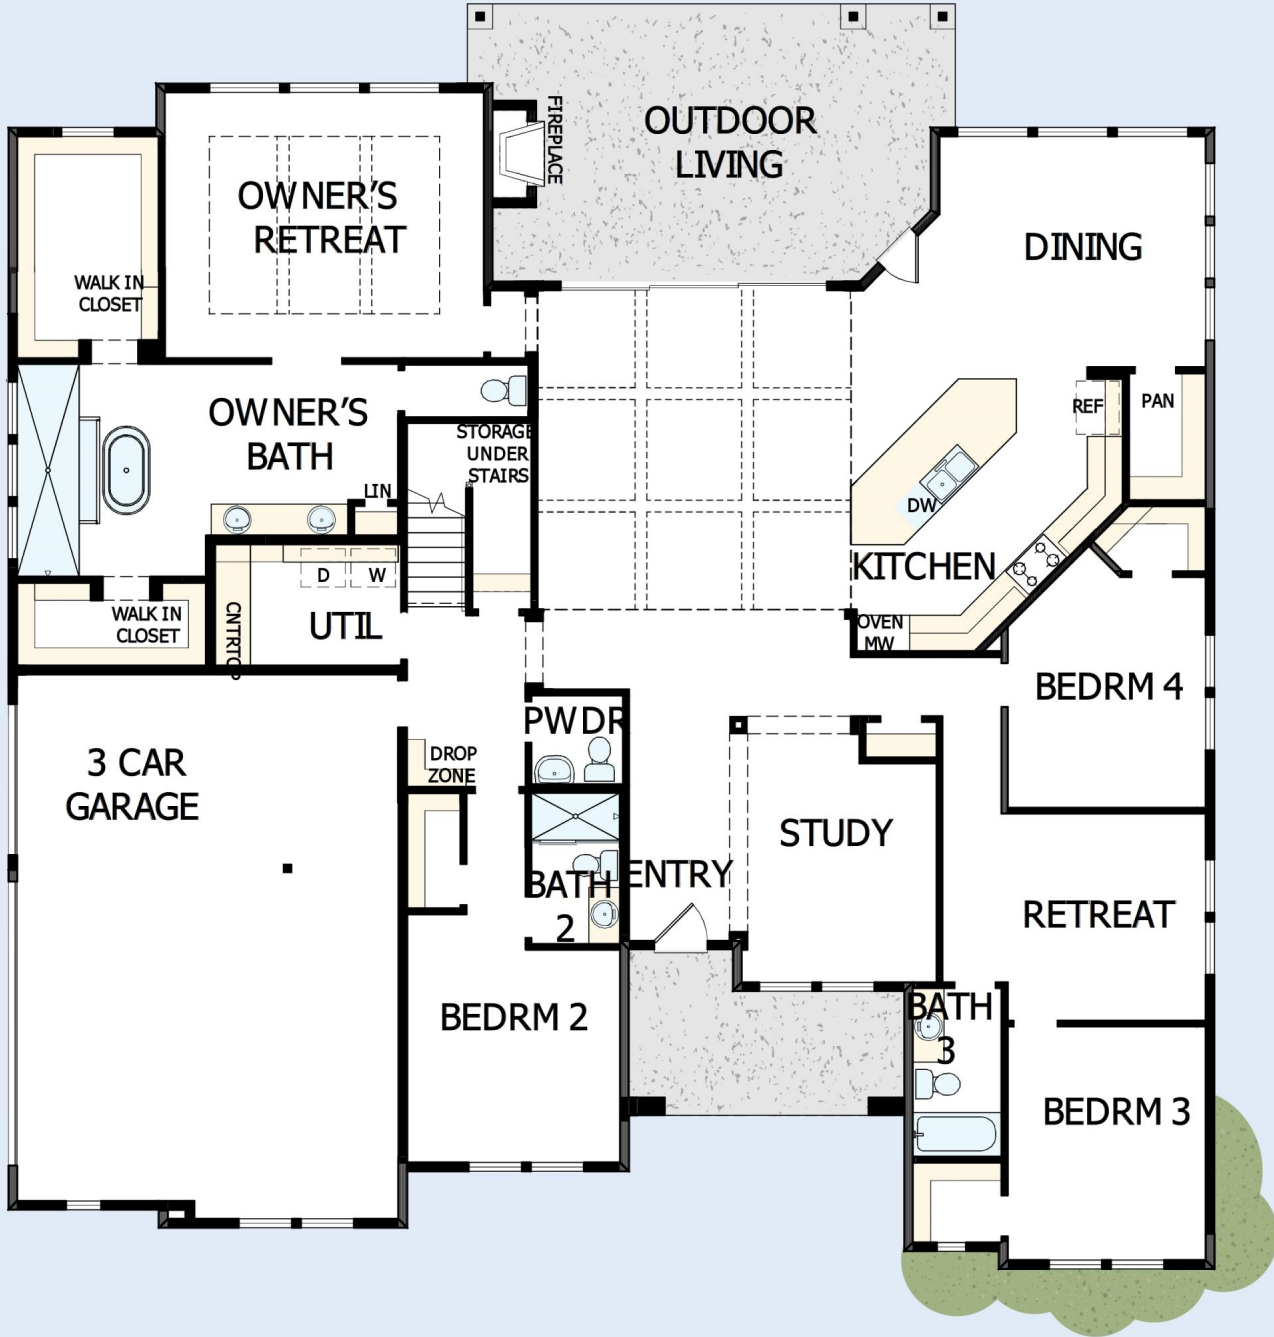 OUTDOOR
LIVING
FIREPLACE
OWNER'S
RETREAT
DINING
WALK IN
CLOSET
OWNER'S
BATH
REF
PAN
STORAGE
UNDER
STAIRS
LIN
DW
KITCHEN
D
W
UTIL
CNTRTOP
WALK IN
CLOSET
OVEN
MW
BEDRM 4
PWDR
DROP
ZONE
3 CAR
GARAGE
STUDY
ENTRY
BATH
2
RETREAT
BEDRM 2
BATH
3
BEDRM 3